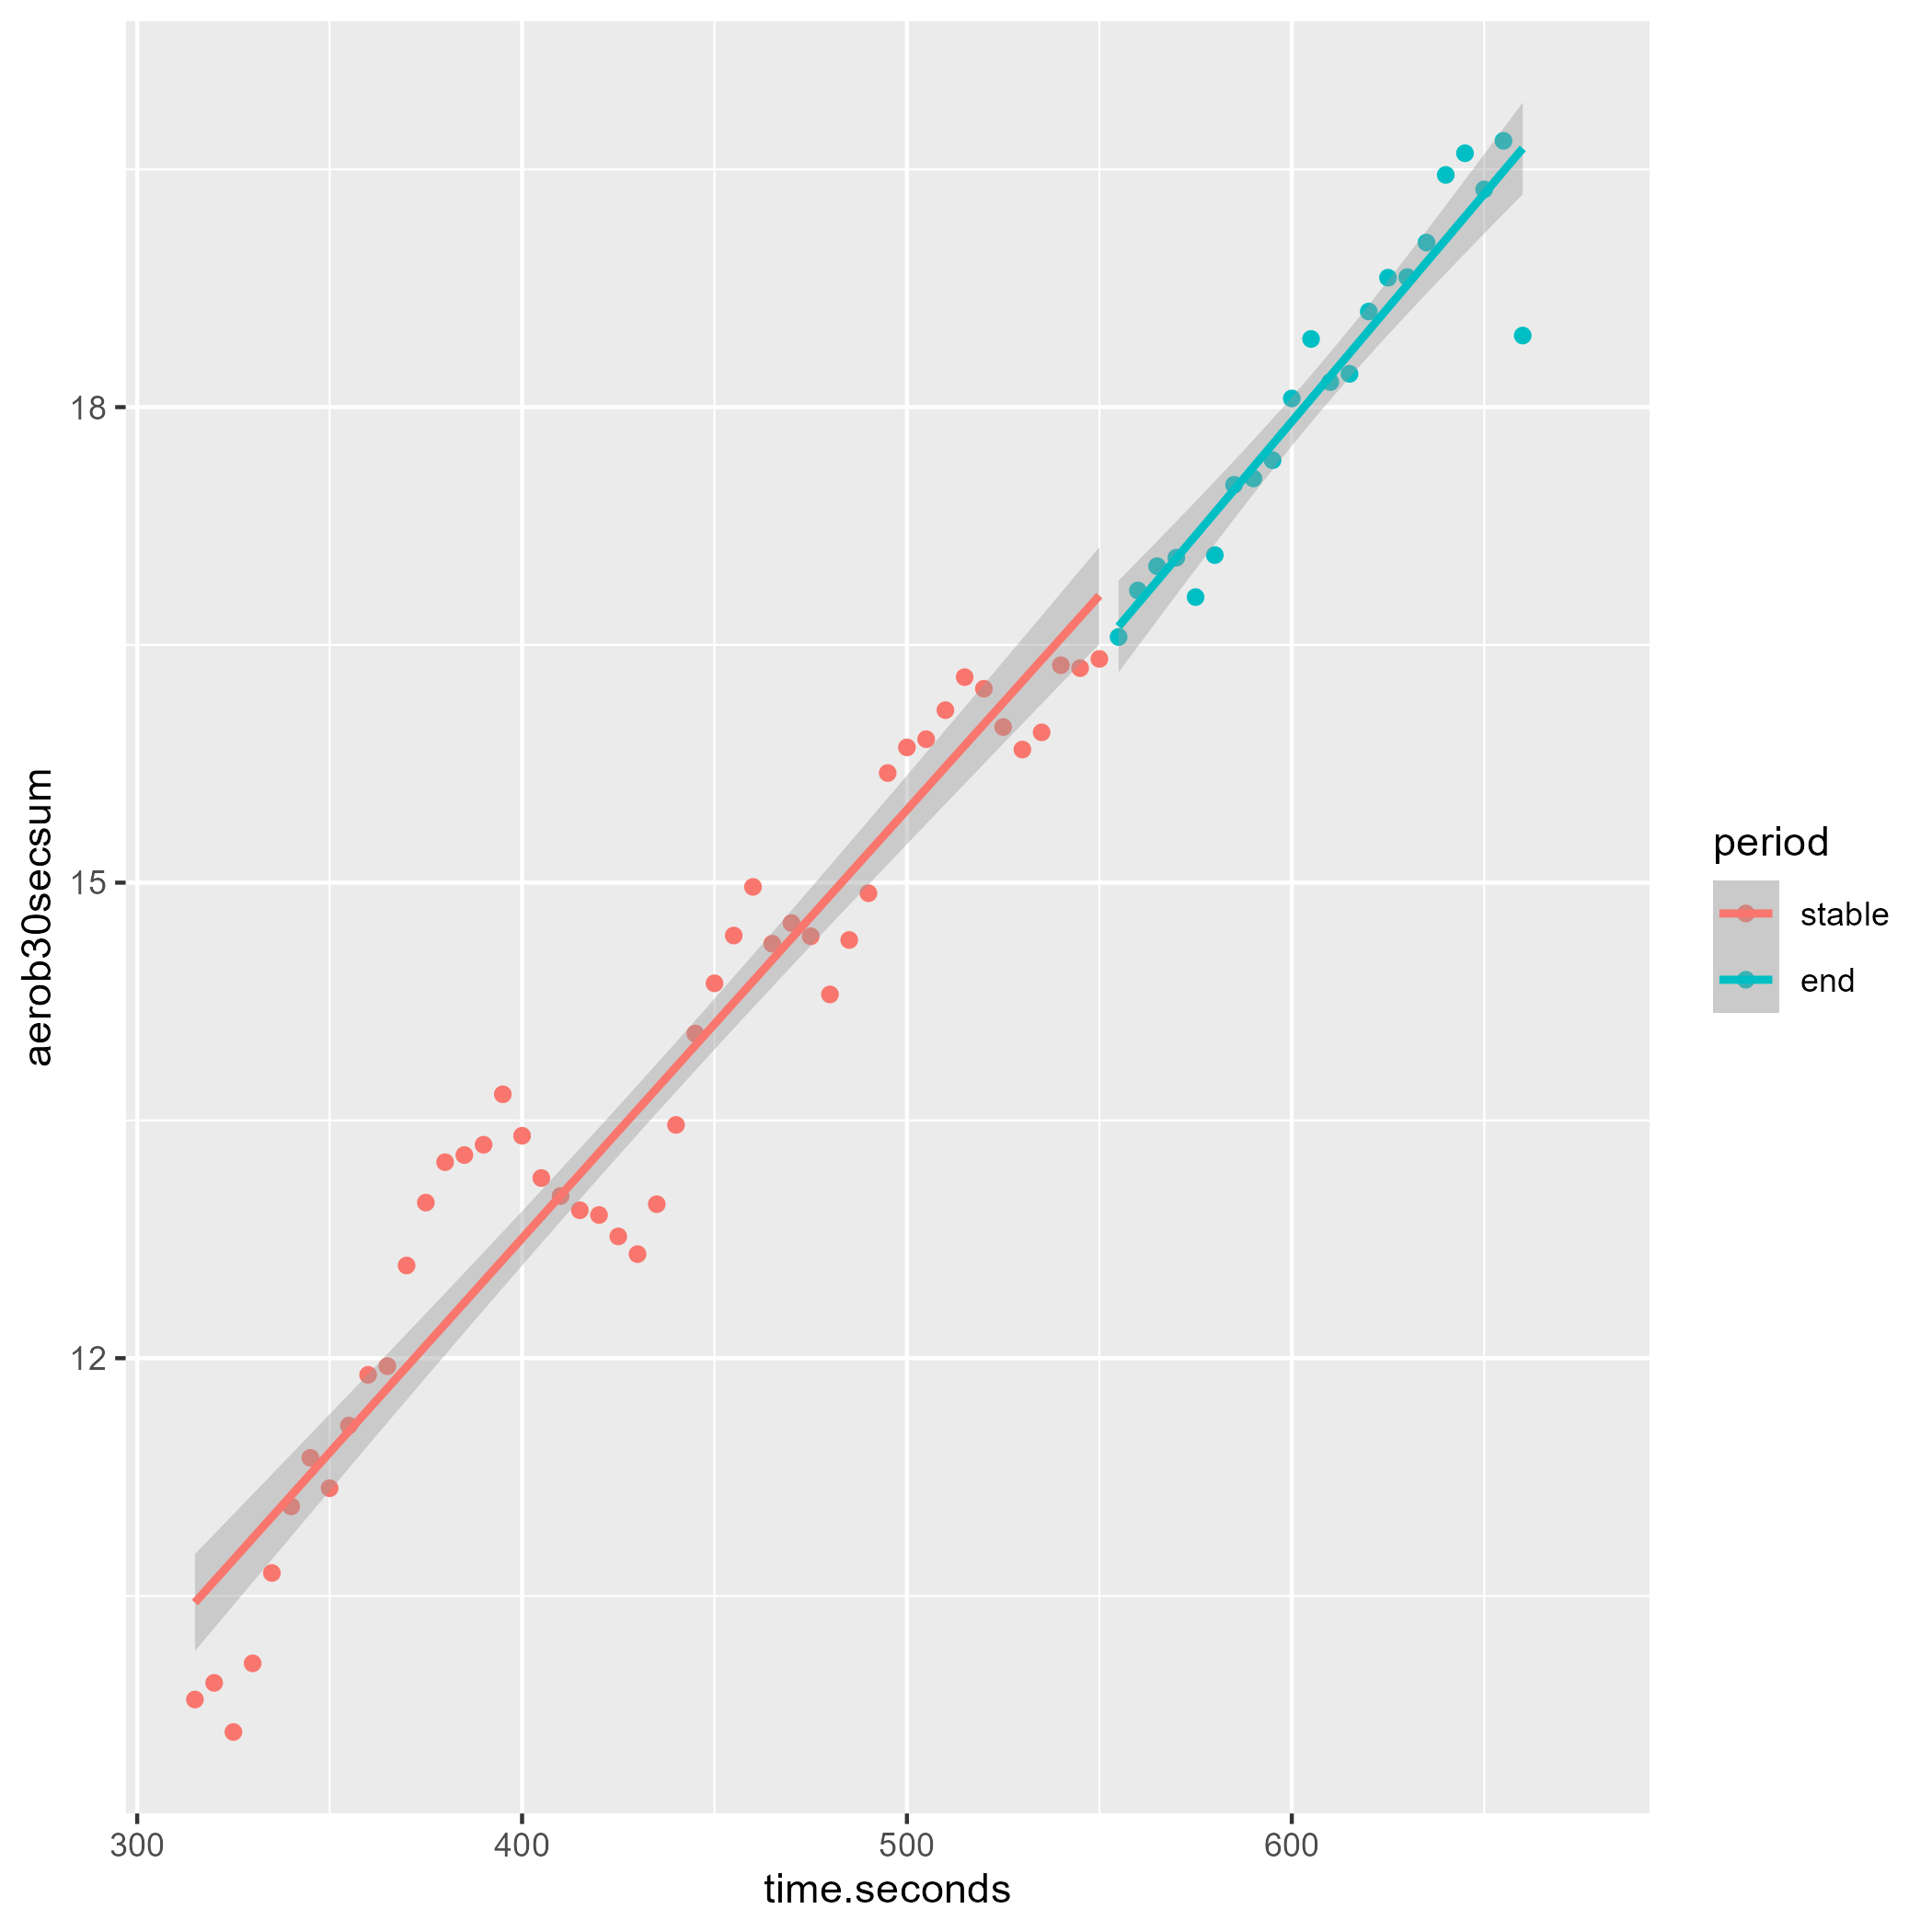 aerob30secsum
18
15
12
300 400 500 600
time.seconds
period
stable
end